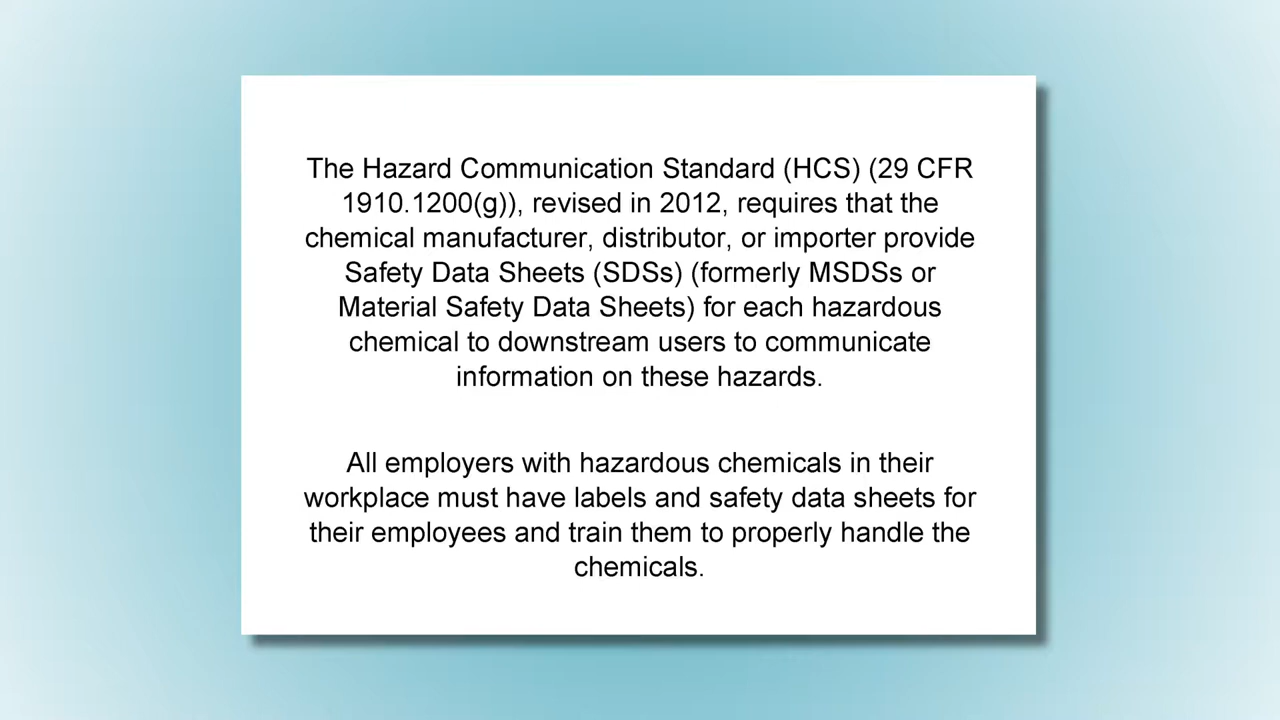 The Hazard Communication Standard (HCS) (29 CFR
1910.1200(g)), revised in 2012, requires that the
chemical manufacturer, distributor, or importer provide
Safety Data Sheets (SDSs) (formerly MSDSs or
Material Safety Data Sheets) for each hazardous
chemical to downstream users to communicate
information on these hazards.
All employers with hazardous chemicals in their
workplace must have labels and safety data sheets for
their employees and train them to properly handle the
chemicals.